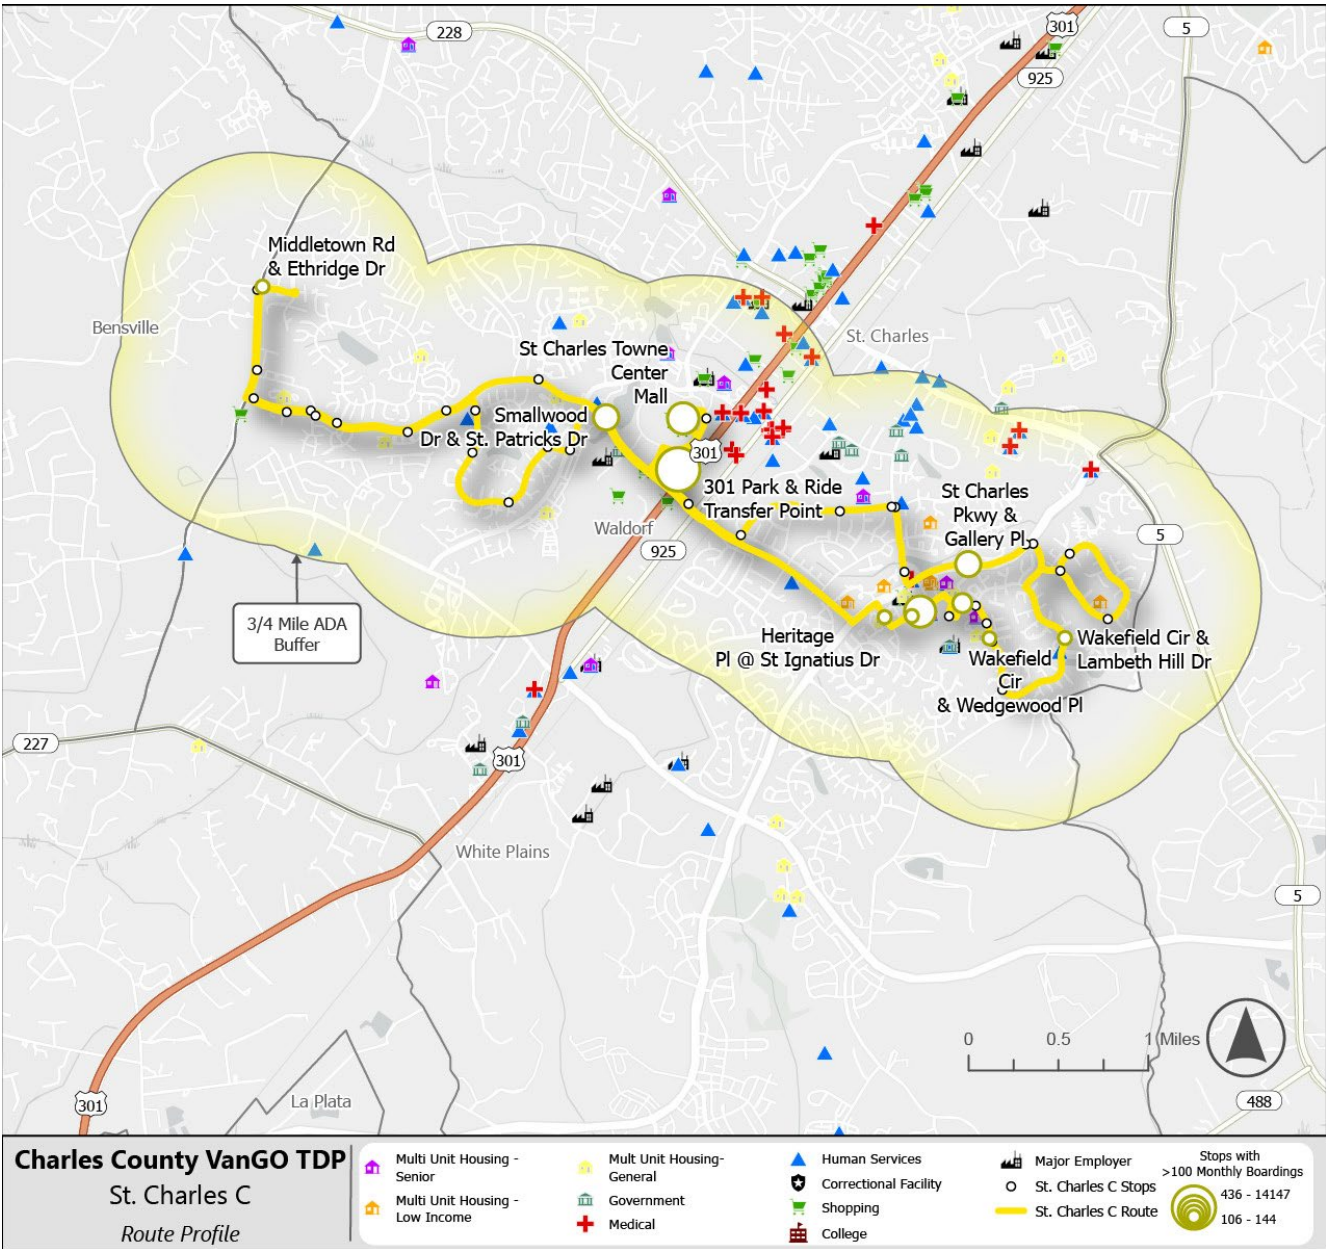 228
301
5
925
Middletown Rd
& Ethridge Dr
Bensville
St. Charles
St Charles Towne
Center
Mall
Smallwood
Dr & St. Patricks Dr
301
301 Park & Ride
Transfer Point
St Charles
Pkwy &
Gallery Pl
Waldorf
925
5
3/4 Mile ADA
Buffer
Heritage
Pl @ St Ignatius Dr
Wakefield Cir &
Lambeth Hill Dr
Wakefield
Cir
& Wedgewood Pl
227
301
White Plains
5
0 0.5 1 Miles
La Plata
301
488
Charles County VanGO TDP
St. Charles C
Route Profile
Multi Unit Housing -
Senior
Multi Unit Housing -
Low Income
Mult Unit Housing-
General
Government
Medical
Human Services
Correctional Facility
Shopping
College
Major Employer
St. Charles C Stops
St. Charles C Route
Stops with
>100 Monthly Boardings
436 - 14147
106 - 144